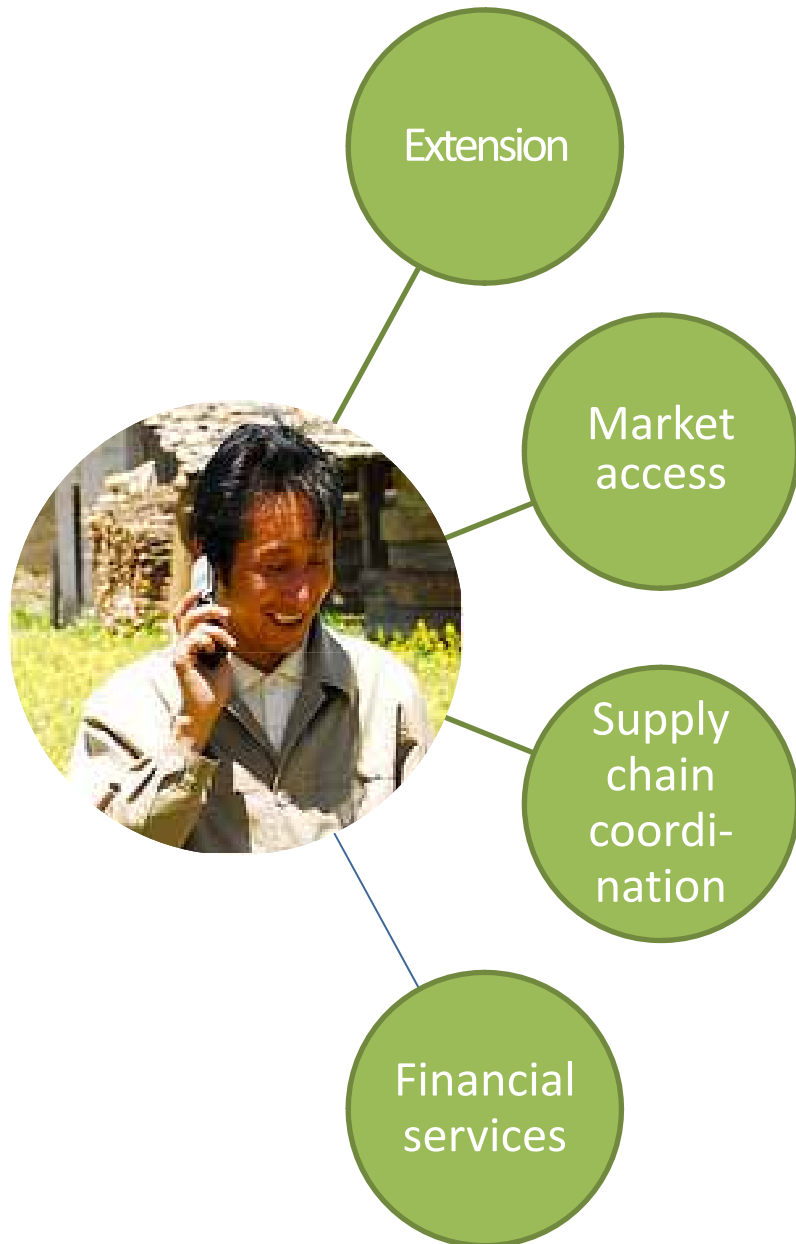 Extension
Market
access
Supply
chain
coordi-
nation
Financial
services